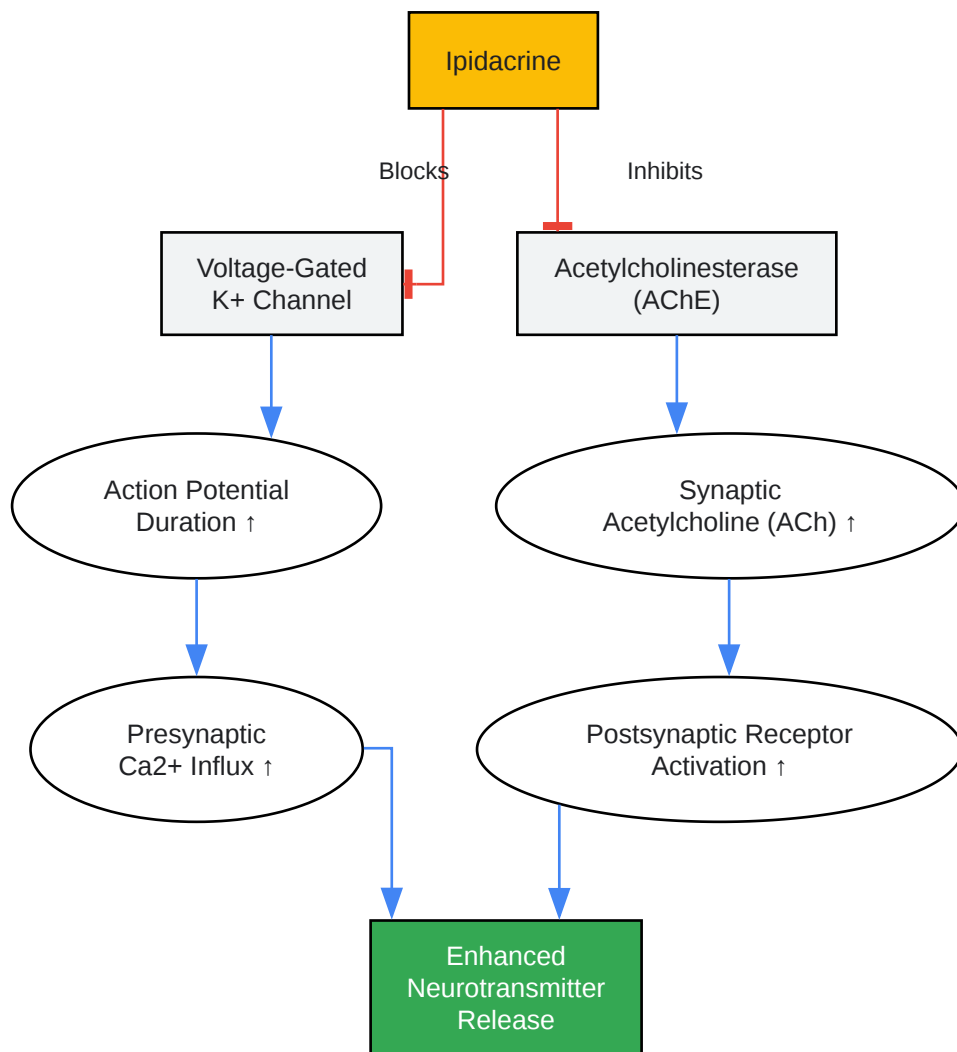 Ipidacrine
Blocks
Inhibits
Voltage-Gated
K+ Channel
Acetylcholinesterase
(AChE)
Action Potential
Duration ↑
Synaptic
Acetylcholine (ACh) ↑
Presynaptic
Ca2+ Influx ↑
Postsynaptic Receptor
Activation ↑
Enhanced
Neurotransmitter
Release